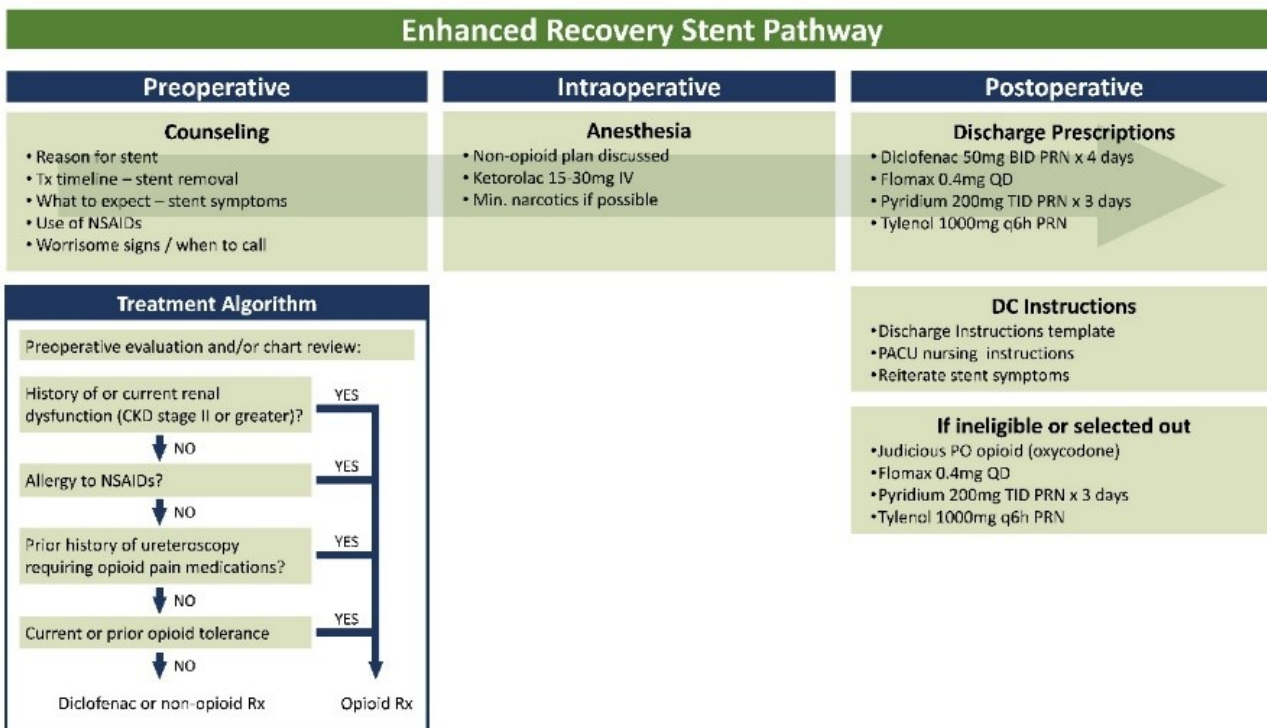 Enhanced Recovery Stent Pathway
Preoperative
Counseling
• Reason for stent
• Tx timeline – stent removal
• What to expect – stent symptoms
• Use of NSAIDs
• Worrisome signs / when to call
Intraoperative
Anesthesia
• Non-opioid plan discussed
• Ketorolac 15-30mg IV
• Min. narcotics if possible
Postoperative
Discharge Prescriptions
• Diclofenac 50mg BID PRN x 4 days
• Flomax 0.4mg QD
• Pyridium 200mg TID PRN x 3 days
• Tylenol 1000mg q6h PRN
DC Instructions
•Discharge Instructions template
•PACU nursing instructions
•Reiterate stent symptoms
If ineligible or selected out
•Judicious PO opioid (oxycodone)
•Flomax 0.4mg QD
•Pyridium 200mg TID PRN x 3 days
•Tylenol 1000mg q6h PRN
Treatment Algorithm
Preoperative evaluation and/or chart review:
History of or current renal
dysfunction (CKD stage II or greater)?
YES
NO
Allergy to NSAIDs?
YES
NO
Prior history of ureteroscopy
requiring opioid pain medications?
YES
NO
Current or prior opioid tolerance
YES
NO
Diclofenac or non-opioid Rx
Opioid Rx